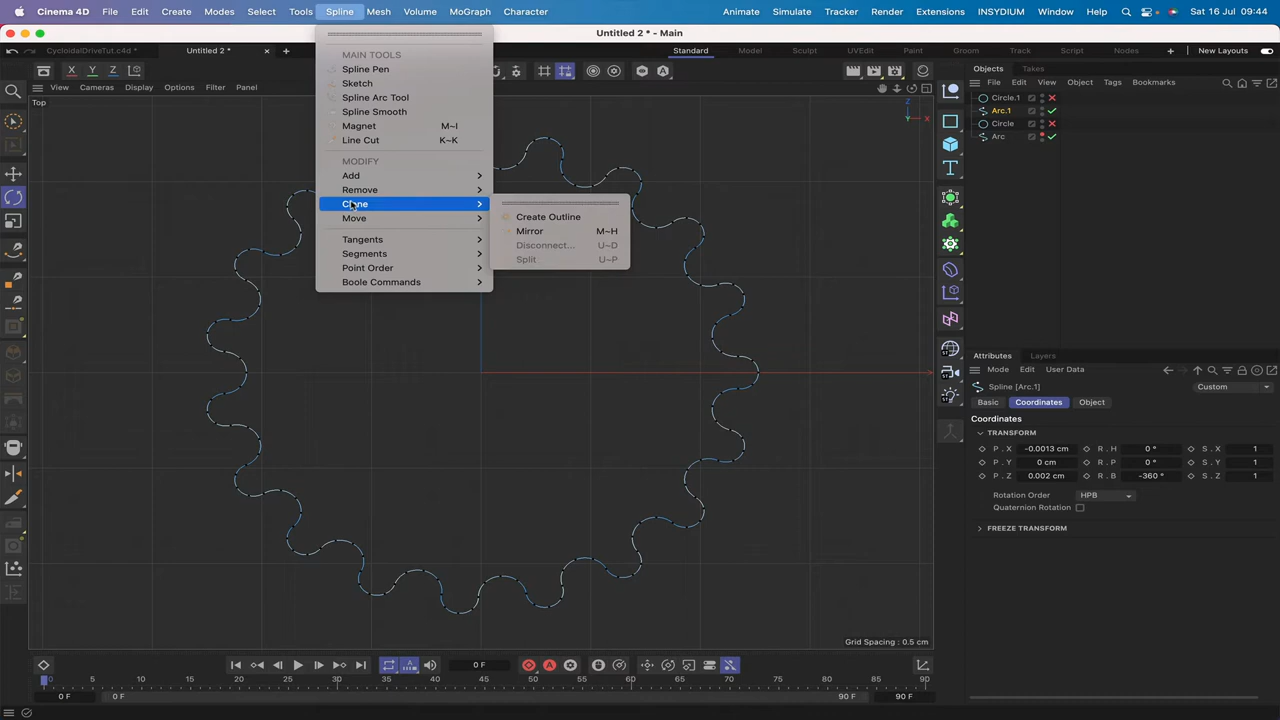 Cinema 4D File Edit Create Modes Select Tools Spline Mesh Volume MoGraph Character Animate Simulate Tracker Render Extensions INSYDIUM Window Help Sat 16 Jul 09:44
Untitled 2 * - Main
CycloidalDriveTut.c4d * Untitled 2 * Standard Model Sculpt UVEdit Paint Groom Track Script Nodes New Layouts
MAIN TOOLS
Spline Pen
Sketch
Spline Arc Tool
Spline Smooth
Magnet M~I
Line Cut K~K
MODIFY
Add
Remove
Clone
Move
Tangents
Segments
Point Order
Boole Commands
Create Outline
Mirror M~H
Disconnect... U~D
Split U~P
X Y Z
View Cameras Display Options Filter Panel
Top
Z
X
Grid Spacing : 0.5 cm
Objects Takes
File Edit View Object Tags Bookmarks
Circle.1
Arc.1
Circle
Arc
Attributes Layers
Mode Edit User Data
Spline [Arc.1] Custom
Basic Coordinates Object
Coordinates
TRANSFORM
P . X -0.0013 cm R . H 0 ° S . X 1
P . Y 0 cm R . P 0 ° S . Y 1
P . Z 0.002 cm R . B -360 ° S . Z 1
Rotation Order HPB
Quaternion Rotation
FREEZE TRANSFORM
0 F
0 5 10 15 20 25 30 35 40 45 50 55 60 65 70 75 80 85 90
0 F 0 F 90 F 90 F